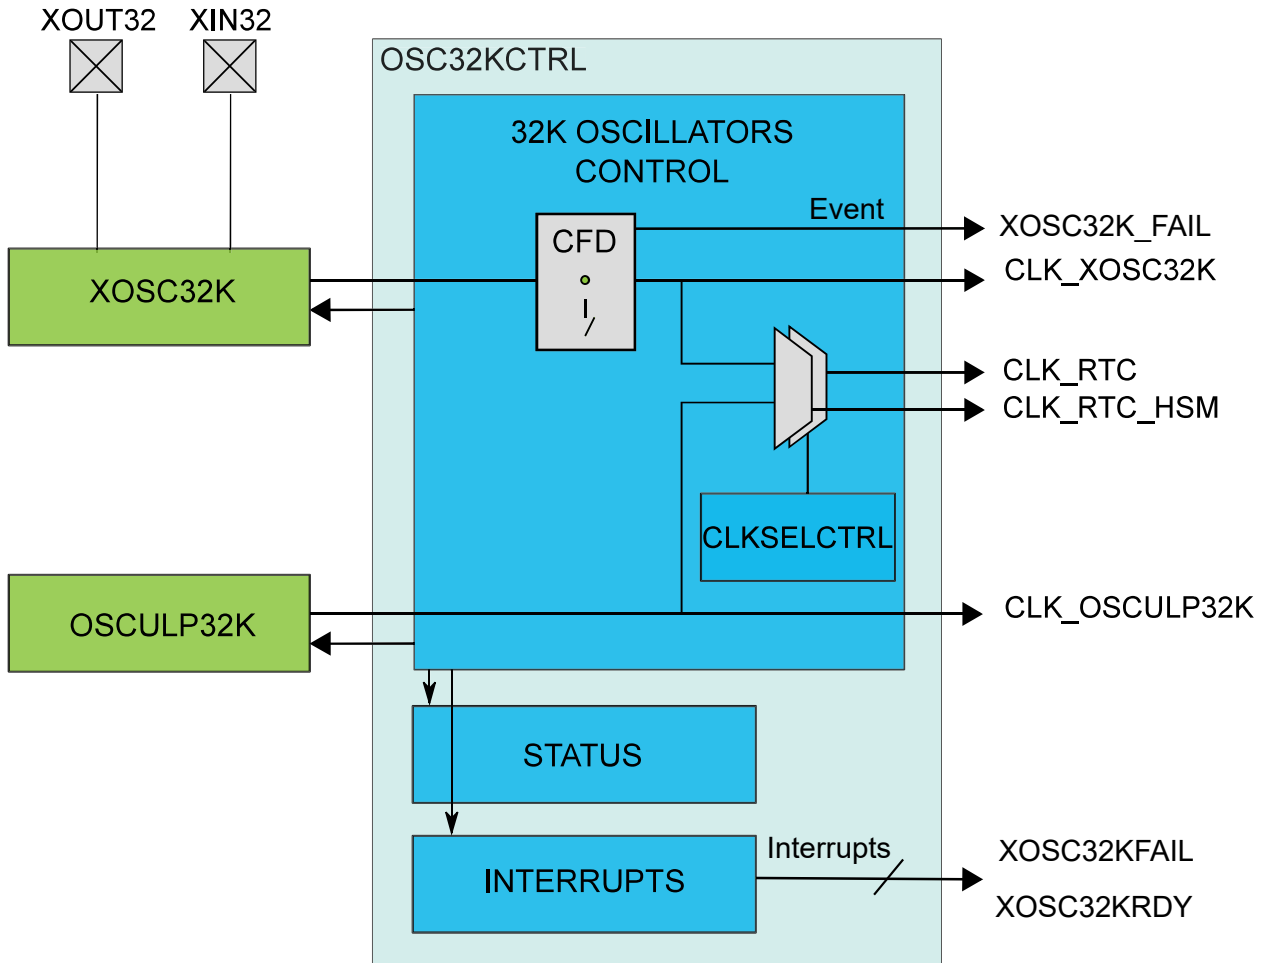 XOUT32 XIN32
OSC32KCTRL
32K OSCILLATORS
CONTROL
Event
XOSC32K_FAIL
CFD
CLK_XOSC32K
XOSC32K
CLK_RTC
CLK_RTC_HSM
CLKSELCTRL
OSCULP32K
CLK_OSCULP32K
STATUS
Interrupts
XOSC32KFAIL
INTERRUPTS
XOSC32KRDY